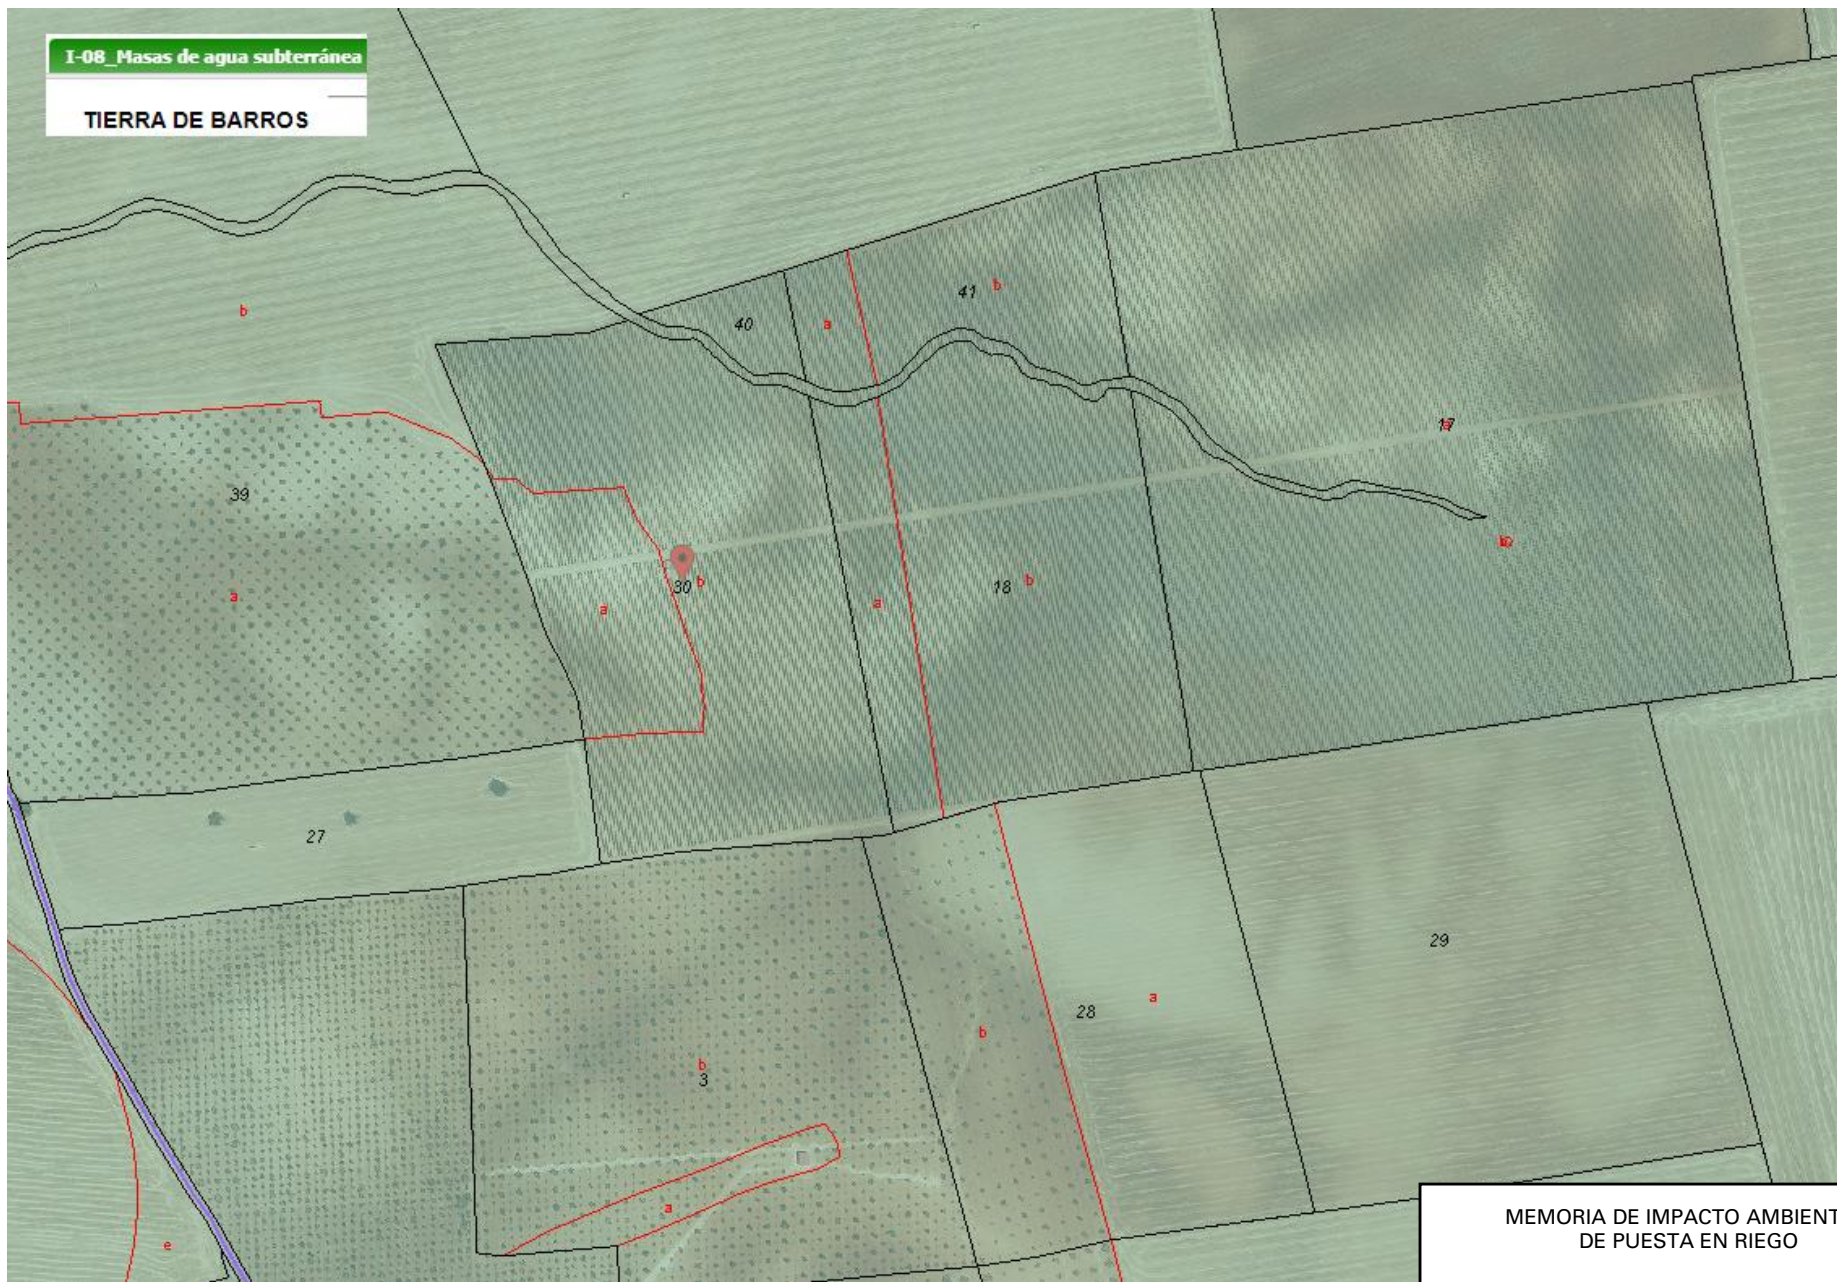 I-08_Masas de agua subterránea
TIERRA DE BARROS
41
b
40
a
b
17
a
39
30
b
18
b
a
a
a
27
29
28
a
b
b
3
a
e
MEMORIA DE IMPACTO AMBIENT
DE PUESTA EN RIEGO